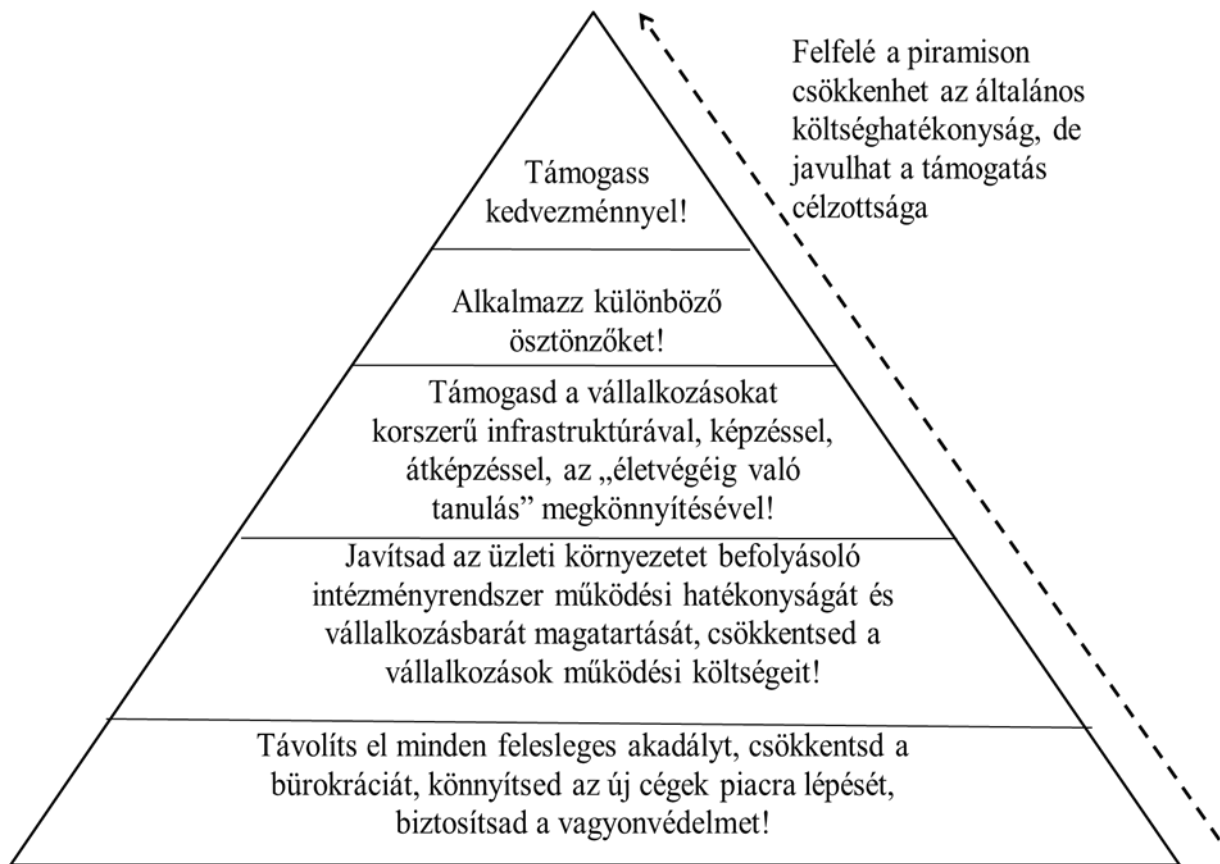 Felfelé a piramison
csökkenhet az általános
költséghatékonyság, de
javulhat a támogatás
célzottsága
Támogass
kedvezménnyel!
Alkalmazz különböző
ösztönzőket!
Támogasd a vállalkozásokat
korszerű infrastruktúrával, képzéssel,
átképzéssel, az „életvégéig való
tanulás” megkönnyítésével!
Javítsad az üzleti környezetet befolyásoló
intézményrendszer működési hatékonyságát és
vállalkozásbarát magatartását, csökkentsed a
vállalkozások működési költségeit!
Távolíts el minden felesleges akadályt, csökkentsd a
bürokráciát, könnyítsed az új cégek piacra lépését,
biztosítsad a vagyonvédelmet!